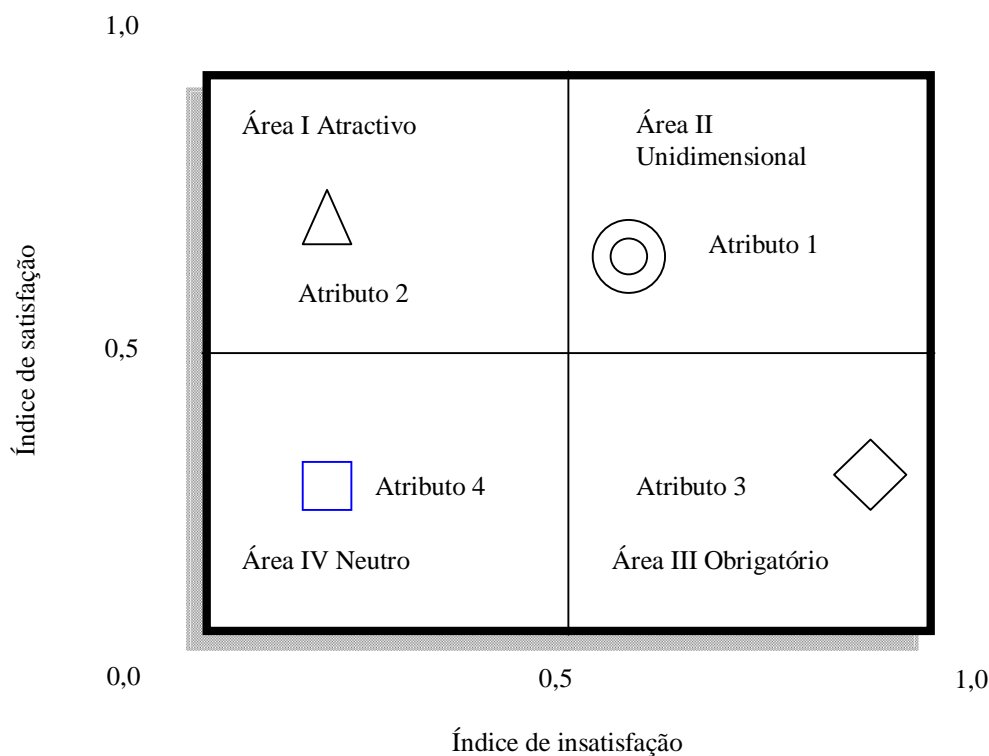 1,0
Área I Atractivo
Área II
Unidimensional
Atributo 1
Atributo 2
Índice de satisfação
0,5
Atributo 4
Atributo 3
Área IV Neutro
Área III Obrigatório
0,0
0,5
1,0
Índice de insatisfação